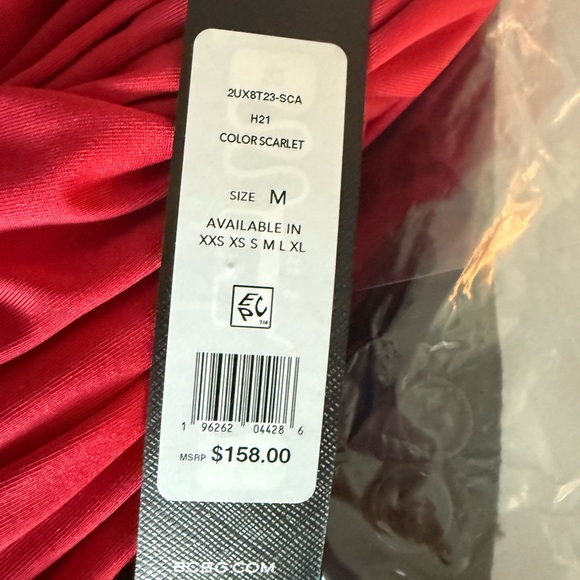 2UX8T23-SCA
H21
COLOR SCARLET
SIZE M
AVAILABLE IN
XXS XS S M L XL
EPC™
1 96262 04428 6
MSRP $158.00
BCBG.COM